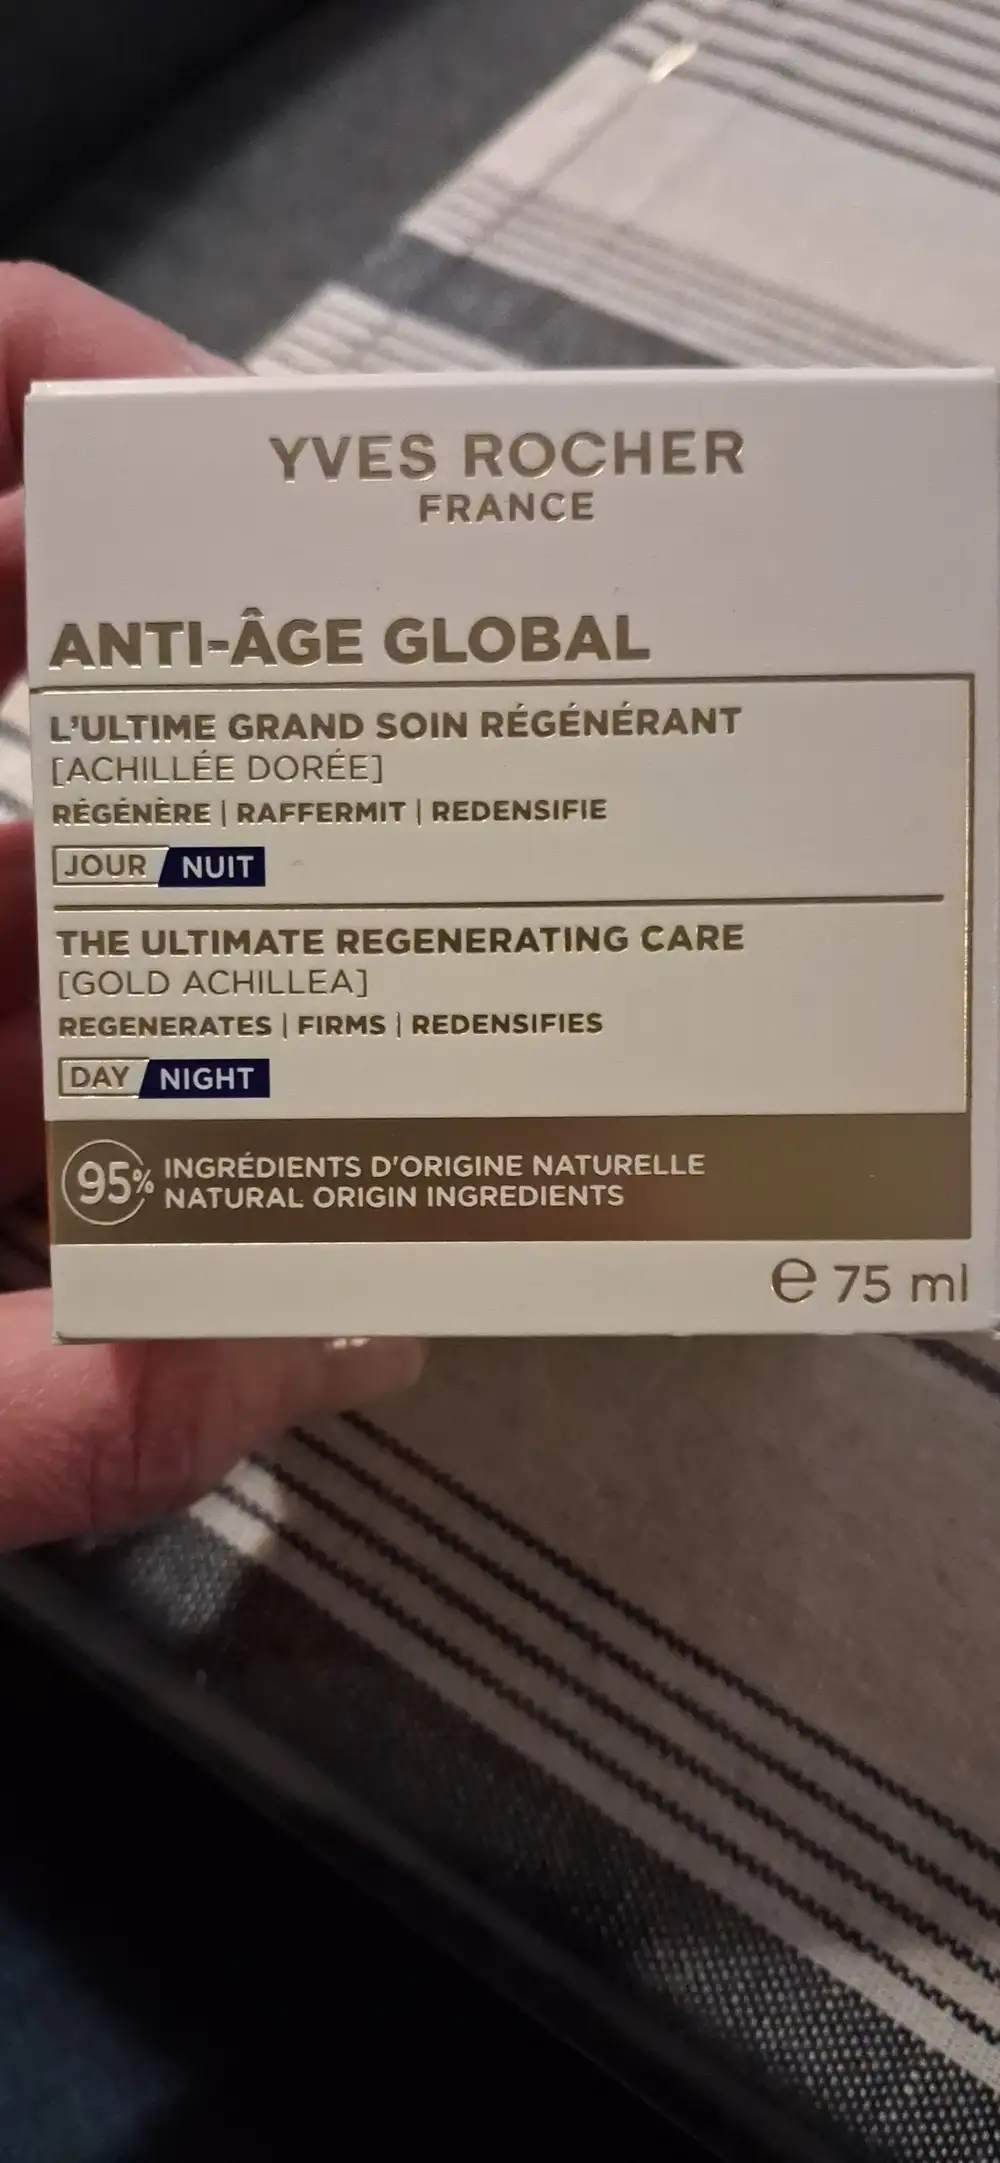 YVES ROCHER
FRANCE
ANTI-ÂGE GLOBAL
L'ULTIME GRAND SOIN RÉGÉNÉRANT
[ACHILLÉE DORÉE]
RÉGÉNÈRE | RAFFERMIT | REDENSIFIE
JOUR NUIT
THE ULTIMATE REGENERATING CARE
[GOLD ACHILLEA]
REGENERATES | FIRMS | REDENSIFIES
DAY NIGHT
95% INGRÉDIENTS D'ORIGINE NATURELLE
NATURAL ORIGIN INGREDIENTS
e 75 ml